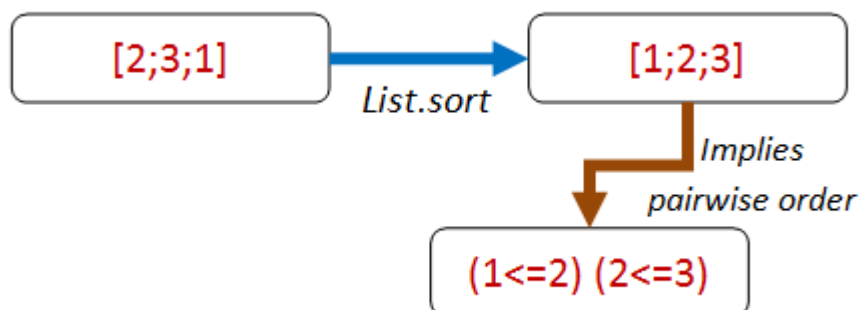 [2;3;1]
[1;2;3]
List.sort
Implies
pairwise order
(1<=2) (2<=3)